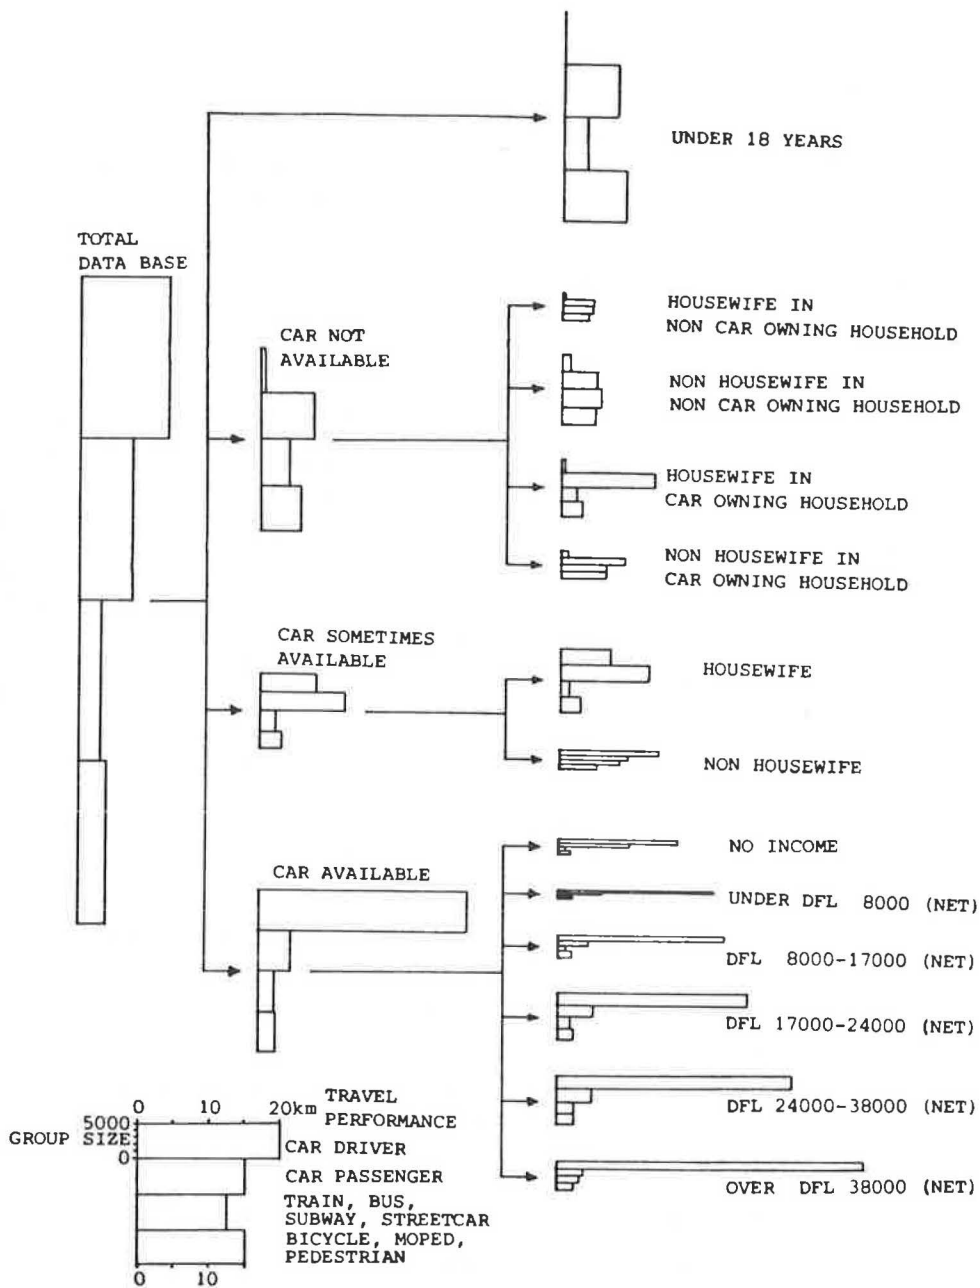 UNDER 18 YEARS
TOTAL
DATA BASE
CAR NOT
AVAILABLE
HOUSEWIFE IN
NON CAR OWNING HOUSEHOLD
NON HOUSEWIFE IN
NON CAR OWNING HOUSEHOLD
HOUSEWIFE IN
CAR OWNING HOUSEHOLD
NON HOUSEWIFE IN
CAR OWNING HOUSEHOLD
CAR SOMETIMES
AVAILABLE
HOUSEWIFE
NON HOUSEWIFE
CAR AVAILABLE
NO INCOME
UNDER DFL 8000 (NET)
DFL 8000-17000 (NET)
DFL 17000-24000 (NET)
DFL 24000-38000 (NET)
OVER DFL 38000 (NET)
0 10 20km TRAVEL
PERFORMANCE
5000
GROUP SIZE
0
CAR DRIVER
CAR PASSENGER
TRAIN, BUS,
SUBWAY, STREETCAR
BICYCLE, MOPED,
PEDESTRIAN
0 10